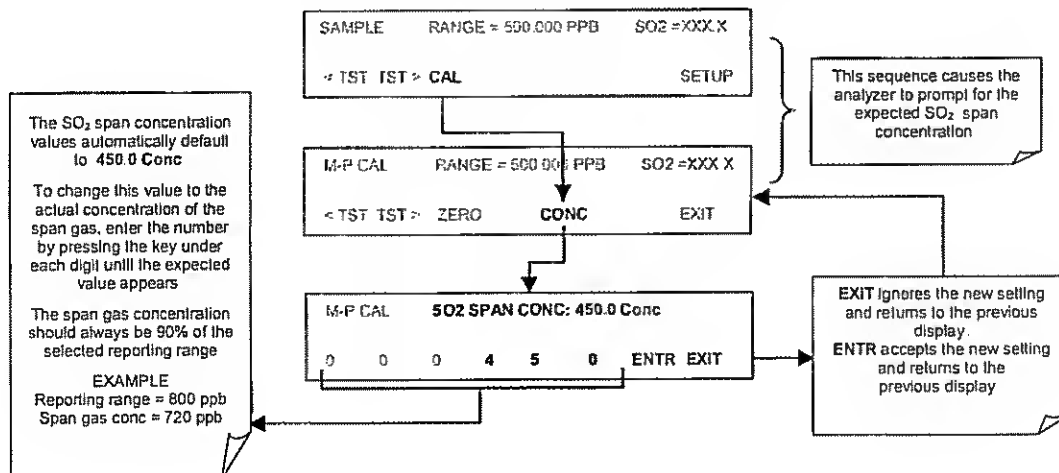 SAMPLE RANGE = 500.000 PPB SO2 =XXX.X
< TST TST > CAL SETUP
This sequence causes the
analyzer to prompt for the
expected SO₂ span
concentration
The SO₂ span concentration
values automatically default
to 450.0 Conc
To change this value to the
actual concentration of the
span gas, enter the number
by pressing the key under
each digit until the expected
value appears
The span gas concentration
should always be 90% of the
selected reporting range
EXAMPLE
Reporting range = 800 ppb
Span gas conc = 720 ppb
M-P CAL RANGE = 500.000 PPB SO2 =XXX X
< TST TST > ZERO CONC EXIT
M-P CAL SO2 SPAN CONC: 450.0 Conc
0 0 0 4 5 0 ENTR EXIT
EXIT ignores the new setting
and returns to the previous
display.
ENTR accepts the new setting
and returns to the
previous display